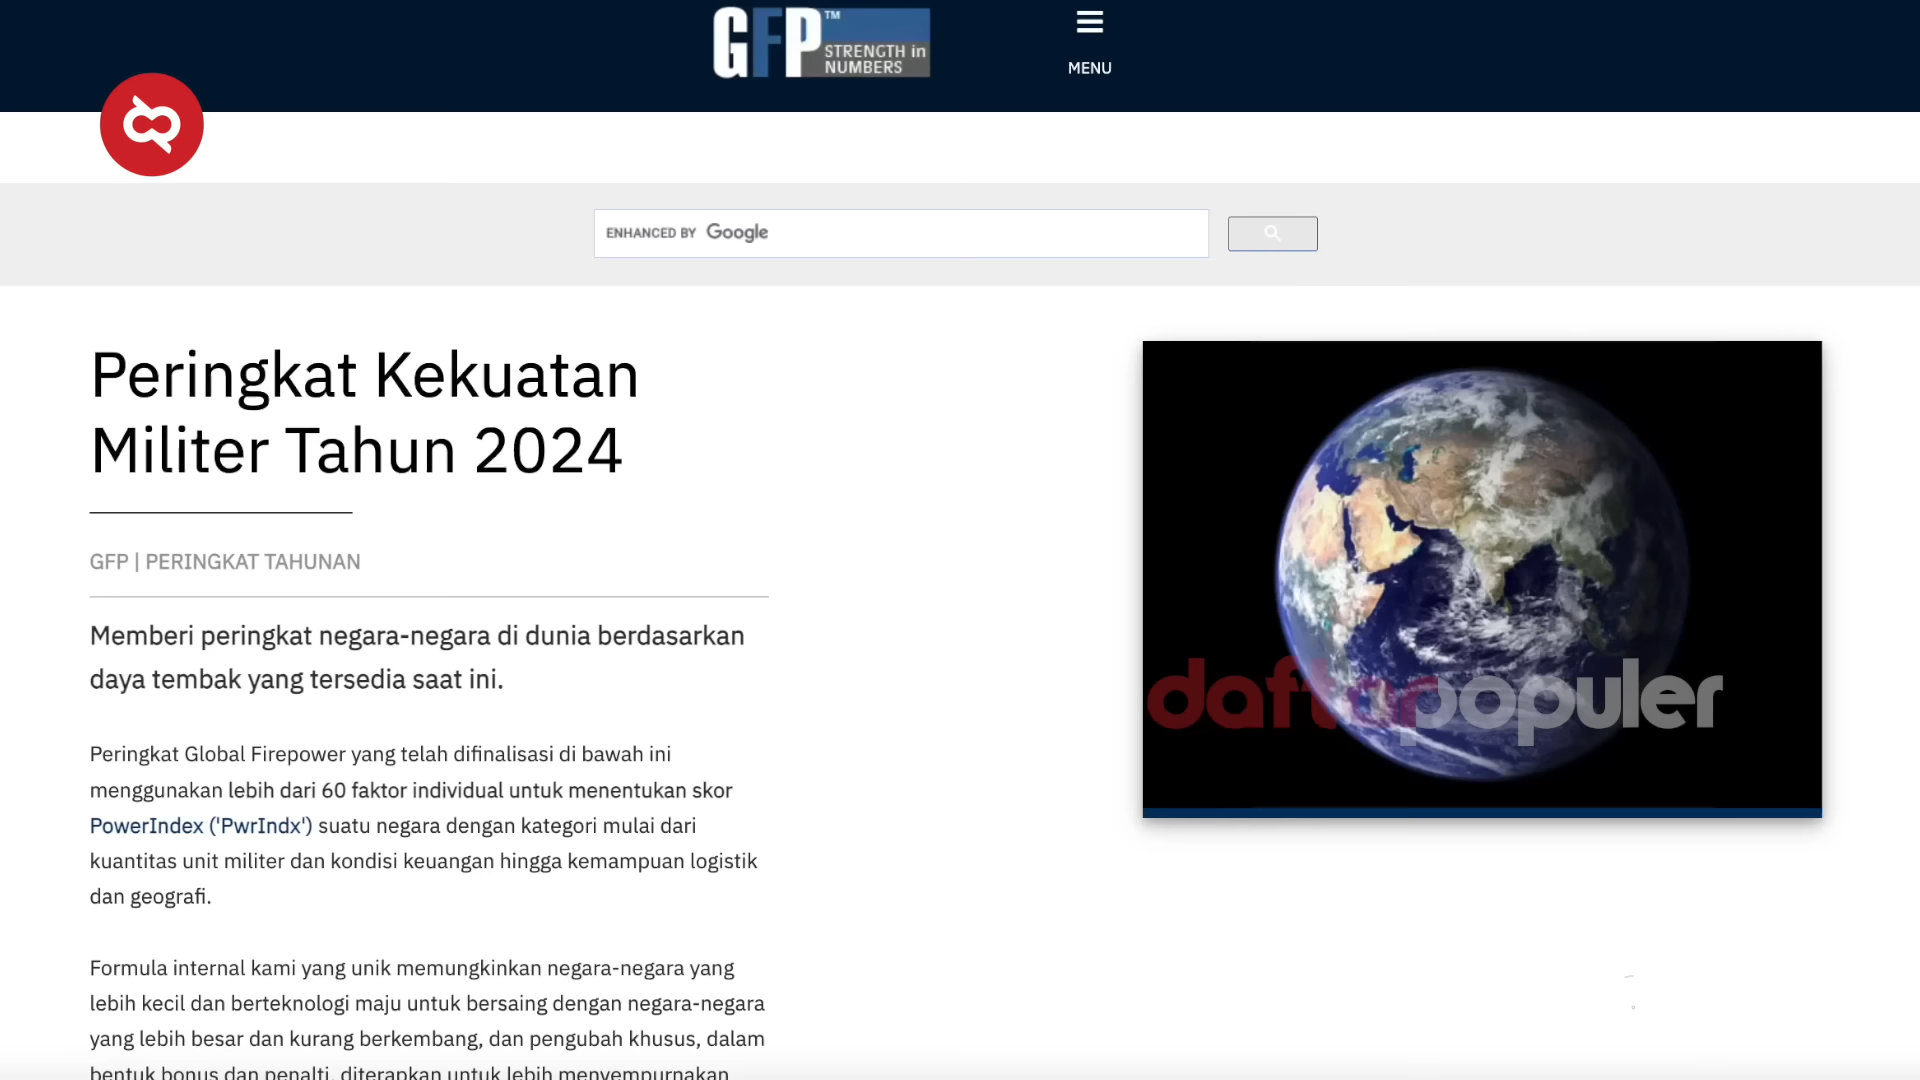 GFP™
STRENGTH in
NUMBERS
MENU
ENHANCED BY Google
Peringkat Kekuatan
Militer Tahun 2024
GFP | PERINGKAT TAHUNAN
Memberi peringkat negara-negara di dunia berdasarkan
daya tembak yang tersedia saat ini.
Peringkat Global Firepower yang telah difinalisasi di bawah ini
menggunakan lebih dari 60 faktor individual untuk menentukan skor
PowerIndex ('PwrIndx') suatu negara dengan kategori mulai dari
kuantitas unit militer dan kondisi keuangan hingga kemampuan logistik
dan geografi.
Formula internal kami yang unik memungkinkan negara-negara yang
lebih kecil dan berteknologi maju untuk bersaing dengan negara-negara
yang lebih besar dan kurang berkembang, dan pengubah khusus, dalam
bentuk bonus dan penalti, diterapkan untuk lebih menyempurnakan
daftarpopuler